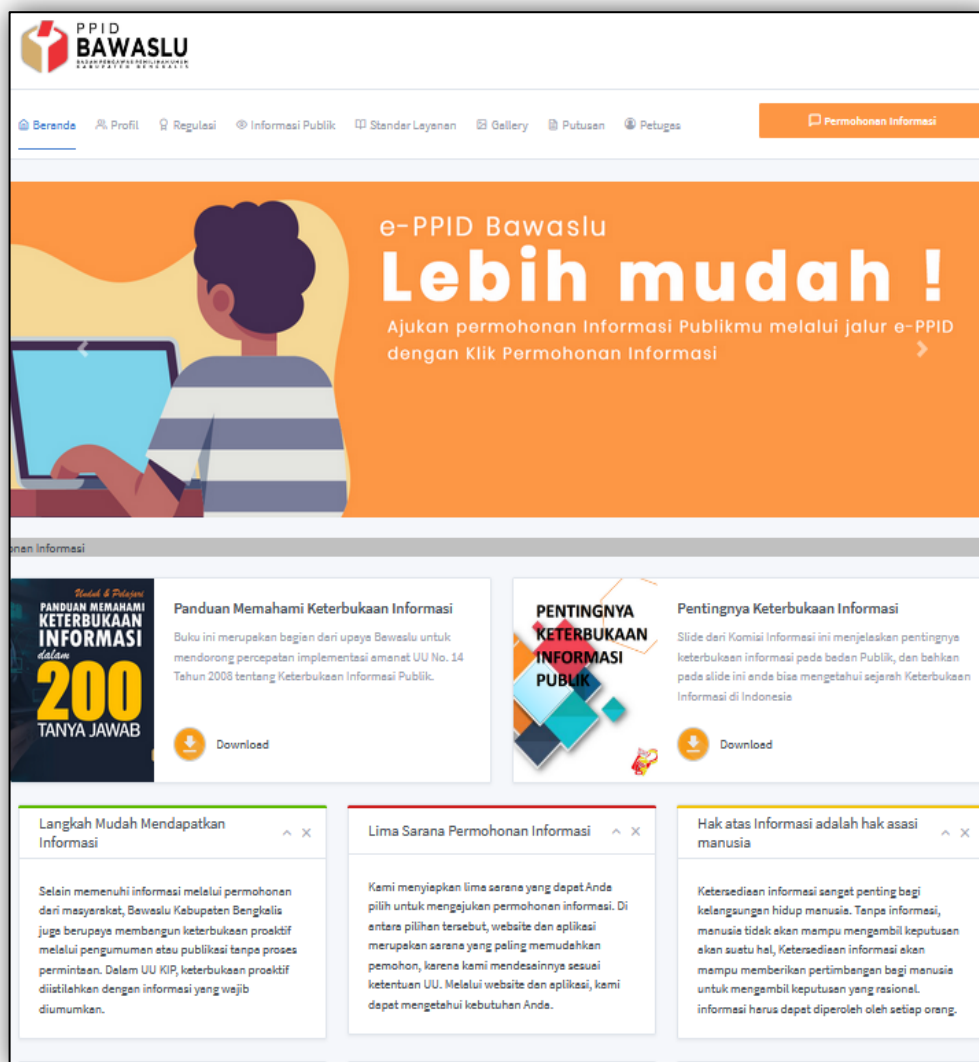 PPID
BAWASLU
BADAN PENGAWAS PEMILIHAN UMUM
KABUPATEN BENGKALIS
Beranda Profil Regulasi Informasi Publik Standar Layanan Gallery Putusan Petugas Permohonan Informasi
e-PPID Bawaslu
Lebih mudah !
Ajukan permohonan Informasi Publikmu melalui jalur e-PPID
dengan Klik Permohonan Informasi
onan Informasi
Unduh & Pelajari
PANDUAN MEMAHAMI
KETERBUKAAN
INFORMASI
dalam
200
TANYA JAWAB
Panduan Memahami Keterbukaan Informasi
Buku ini merupakan bagian dari upaya Bawaslu untuk
mendorong percepatan implementasi amanat UU No. 14
Tahun 2008 tentang Keterbukaan Informasi Publik.
Download
PENTINGNYA
KETERBUKAAN
INFORMASI
PUBLIK
Pentingnya Keterbukaan Informasi
Slide dari Komisi Informasi ini menjelaskan pentingnya
keterbukaan informasi pada badan Publik, dan bahkan
pada slide ini anda bisa mengetahui sejarah Keterbukaan
Informasi di Indonesia
Download
Langkah Mudah Mendapatkan
Informasi
Selain memenuhi informasi melalui permohonan
dari masyarakat, Bawaslu Kabupaten Bengkalis
juga berupaya membangun keterbukaan proaktif
melalui pengumuman atau publikasi tanpa proses
permintaan. Dalam UU KIP, keterbukaan proaktif
diistilahkan dengan informasi yang wajib
diumumkan.
Lima Sarana Permohonan Informasi
Kami menyiapkan lima sarana yang dapat Anda
pilih untuk mengajukan permohonan informasi. Di
antara pilihan tersebut, website dan aplikasi
merupakan sarana yang paling memudahkan
pemohon, karena kami mendesainnya sesuai
ketentuan UU. Melalui website dan aplikasi, kami
dapat mengetahui kebutuhan Anda.
Hak atas Informasi adalah hak asasi
manusia
Ketersediaan informasi sangat penting bagi
kelangsungan hidup manusia. Tanpa informasi,
manusia tidak akan mampu mengambil keputusan
akan suatu hal, Ketersediaan informasi akan
mampu memberikan pertimbangan bagi manusia
untuk mengambil keputusan yang rasional.
informasi harus dapat diperoleh oleh setiap orang.